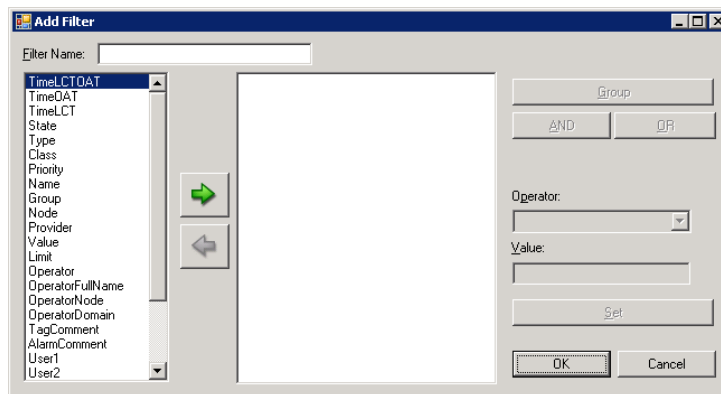 Add Filter
Filter Name:
TimeLCTOAT
TimeOAT
TimeLCT
State
Type
Class
Priority
Name
Group
Node
Provider
Value
Limit
Operator
OperatorFullName
OperatorNode
OperatorDomain
TagComment
AlarmComment
User1
User2
Group
AND
OR
Operator:
Value:
Set
OK
Cancel